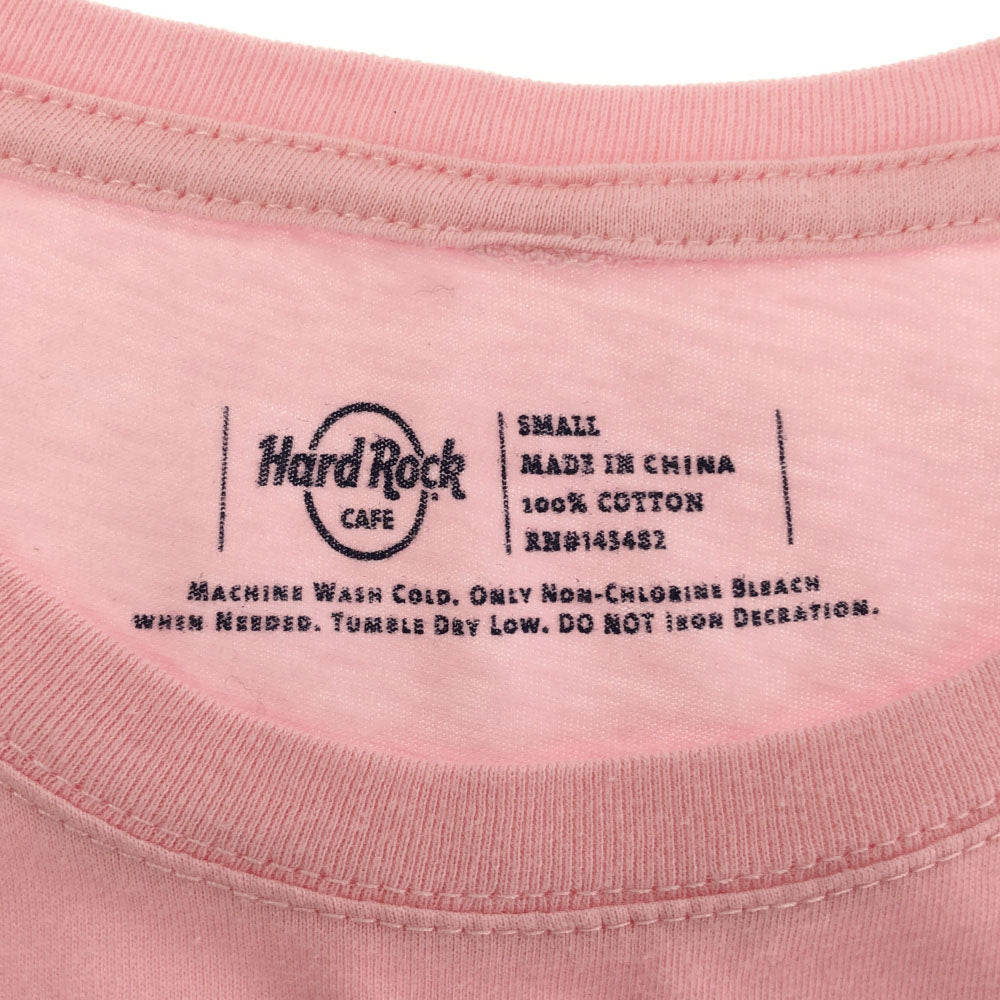 Hard Rock
CAFE
SMALL
MADE IN CHINA
100% COTTON
RN#145482
MACHINE WASH COLD. ONLY NON-CHLORINE BLEACH
WHEN NEEDED. TUMBLE DRY LOW. DO NOT IRON DECRATION.